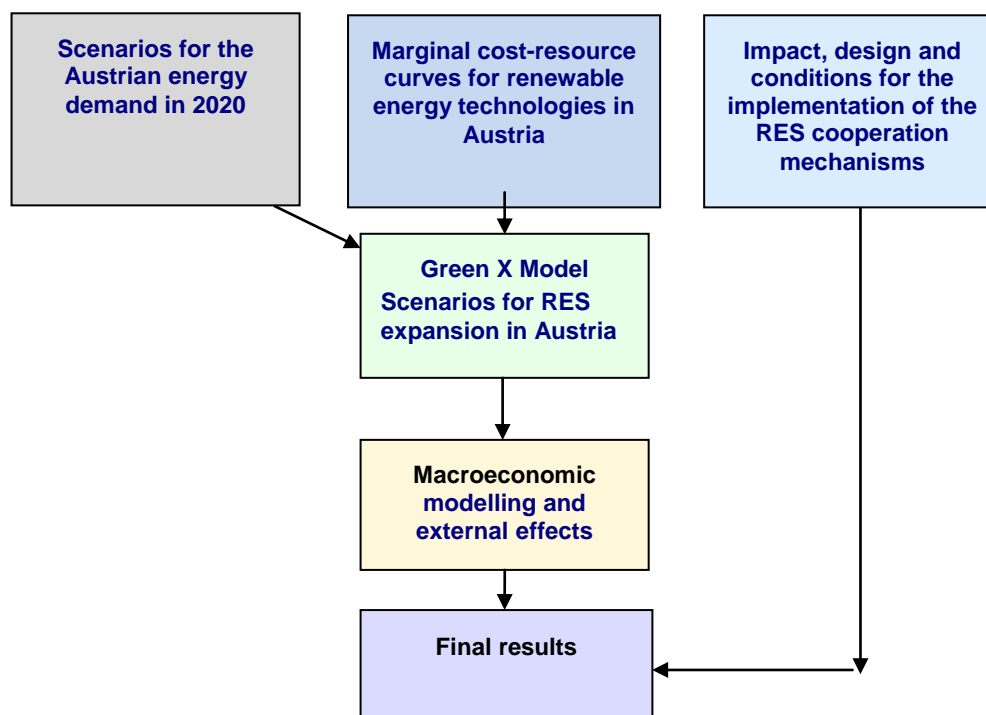 Scenarios for the
Austrian energy
demand in 2020
Marginal cost-resource
curves for renewable
energy technologies in
Austria
Impact, design and
conditions for the
implementation of the
RES cooperation
mechanisms
Green X Model
Scenarios for RES
expansion in Austria
Macroeconomic
modelling and
external effects
Final results